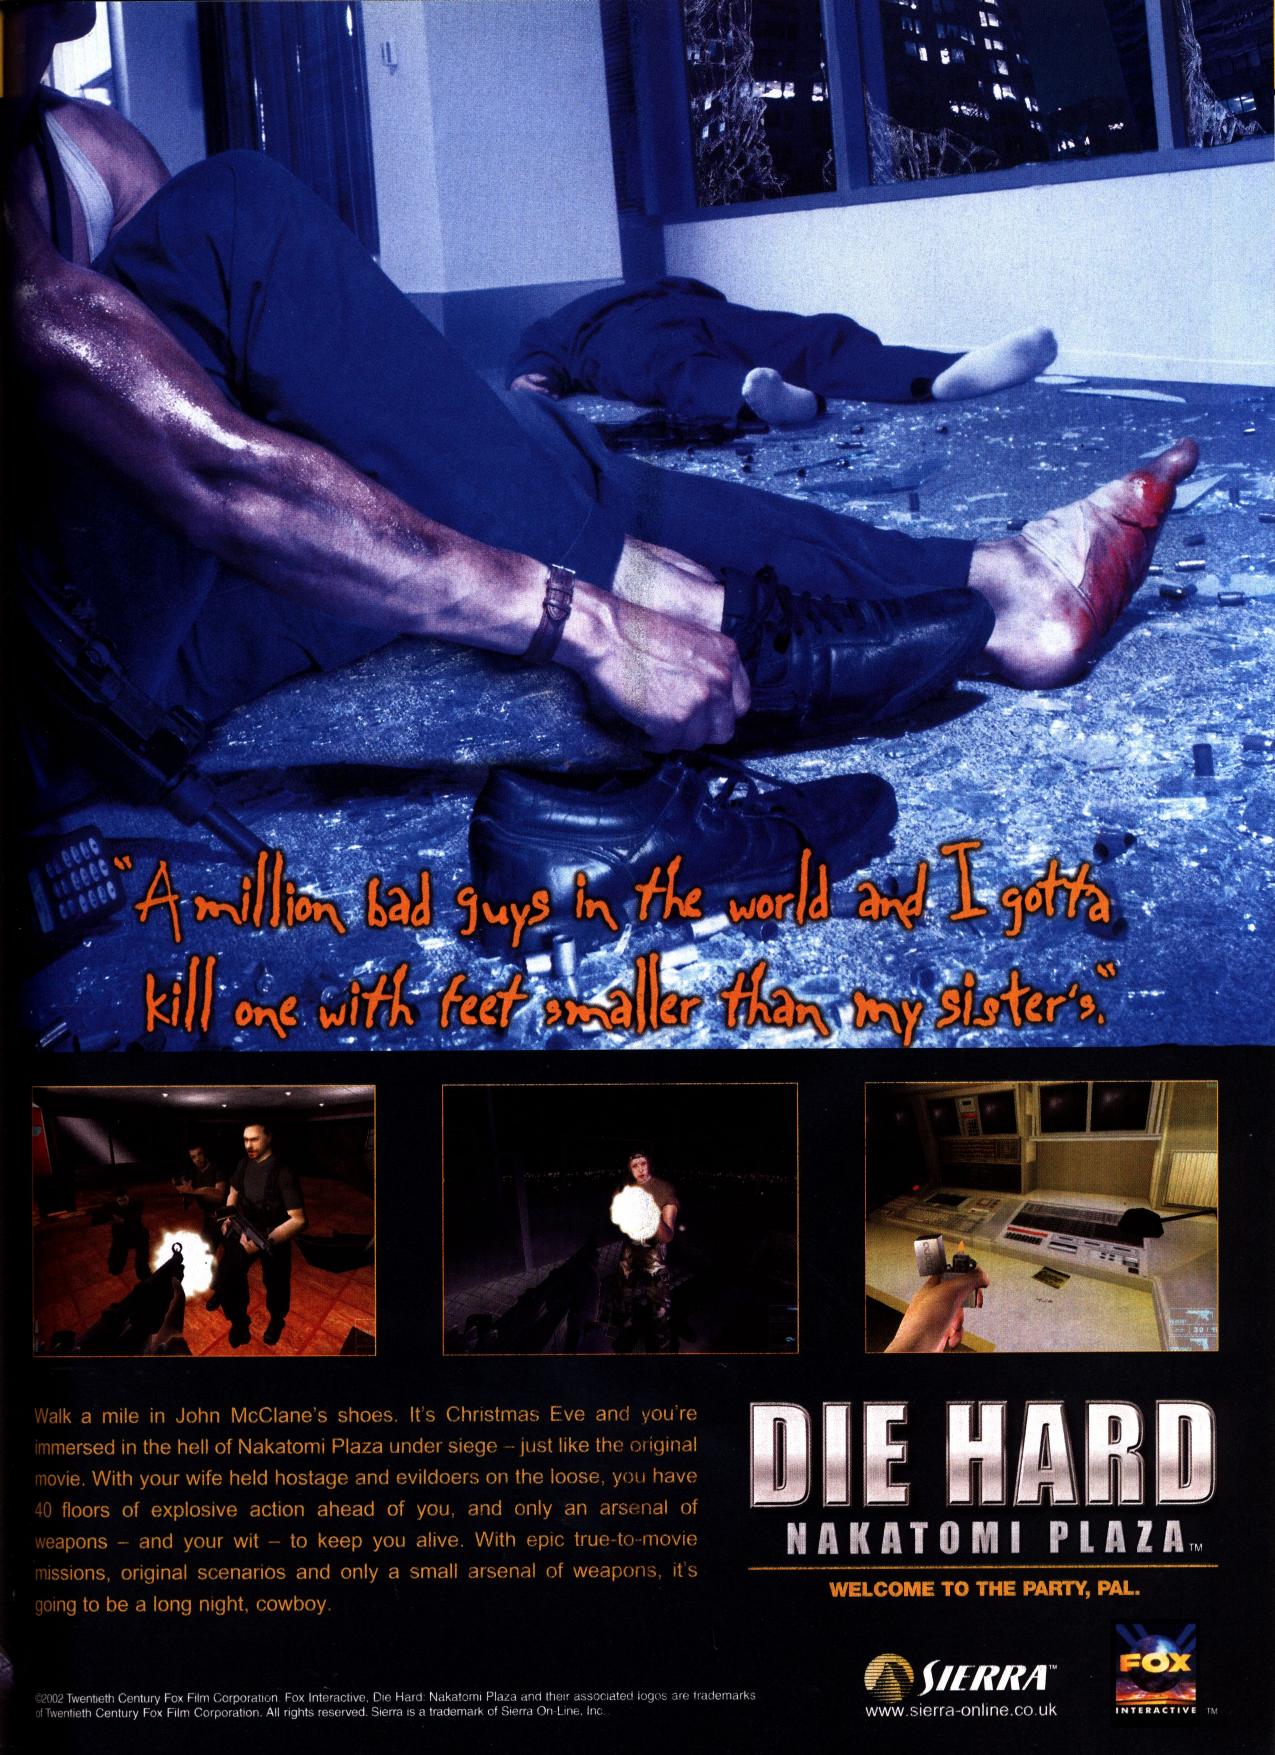 "A million bad guys in the world and I gotta
kill one with feet smaller than my sister's."
Walk a mile in John McClane's shoes. It's Christmas Eve and you're
immersed in the hell of Nakatomi Plaza under siege – just like the original
movie. With your wife held hostage and evildoers on the loose, you have
40 floors of explosive action ahead of you, and only an arsenal of
weapons – and your wit – to keep you alive. With epic true-to-movie
missions, original scenarios and only a small arsenal of weapons, it's
going to be a long night, cowboy.
DIE HARD
NAKATOMI PLAZA™
WELCOME TO THE PARTY, PAL.
SIERRA™
www.sierra-online.co.uk
FOX
INTERACTIVE ™
©2002 Twentieth Century Fox Film Corporation. Fox Interactive, Die Hard: Nakatomi Plaza and their associated logos are trademarks
of Twentieth Century Fox Film Corporation. All rights reserved. Sierra is a trademark of Sierra On-Line, Inc.